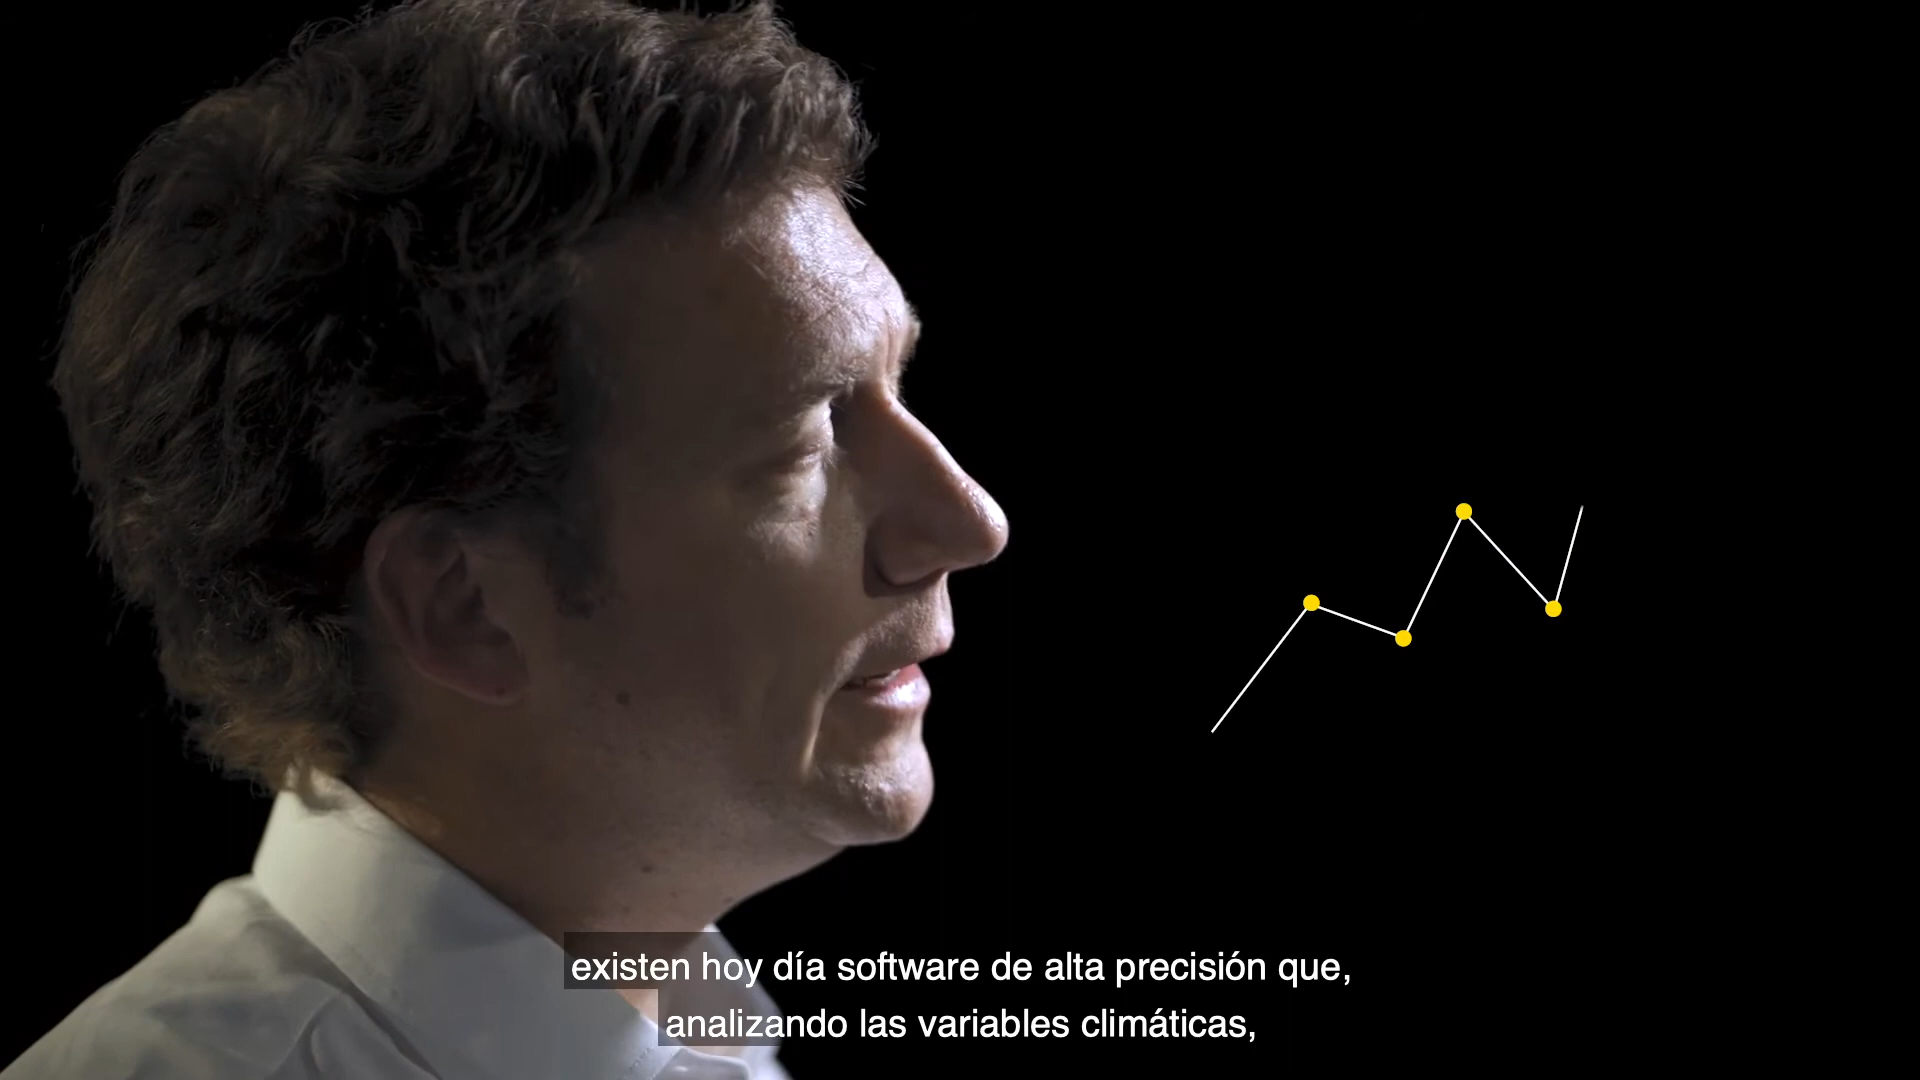 existen hoy día software de alta precisión que,
analizando las variables climáticas,